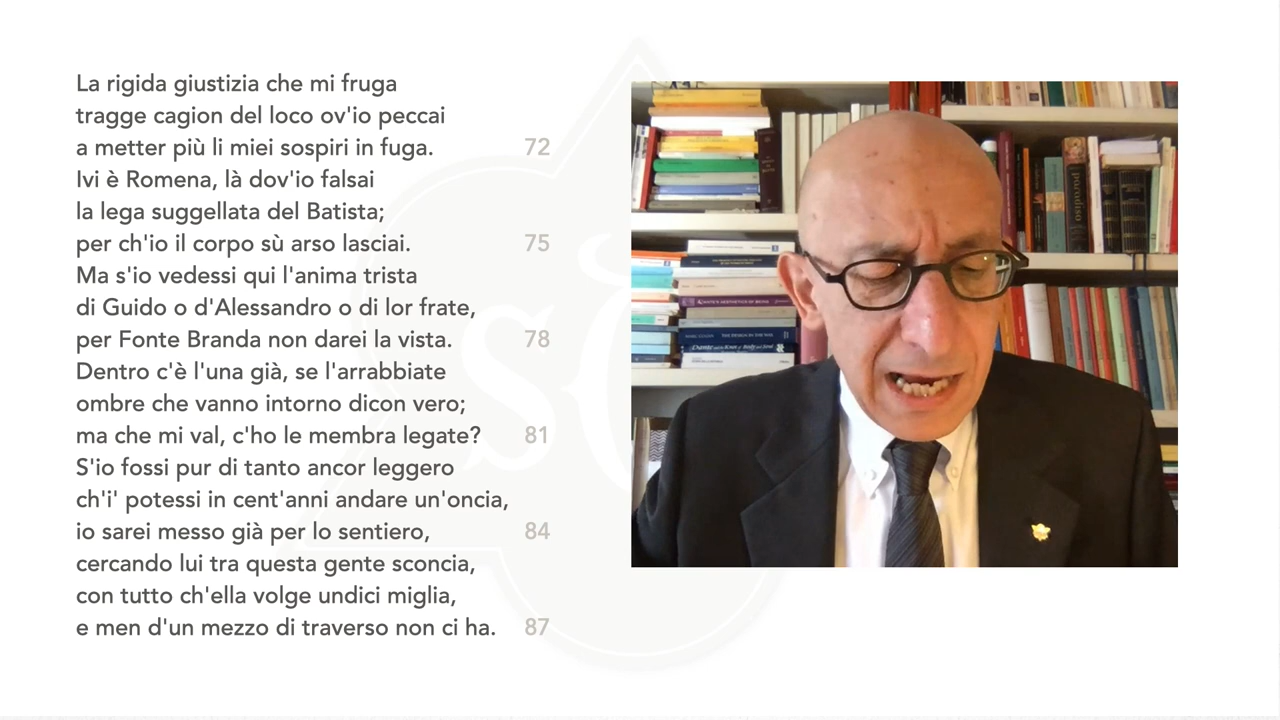 La rigida giustizia che mi fruga
tragge cagion del loco ov'io peccai
a metter più li miei sospiri in fuga. 72
Ivi è Romena, là dov'io falsai
la lega suggellata del Batista;
per ch'io il corpo sù arso lasciai. 75
Ma s'io vedessi qui l'anima trista
di Guido o d'Alessandro o di lor frate,
per Fonte Branda non darei la vista. 78
Dentro c'è l'una già, se l'arrabbiate
ombre che vanno intorno dicon vero;
ma che mi val, c'ho le membra legate? 81
S'io fossi pur di tanto ancor leggero
ch'i' potessi in cent'anni andare un'oncia,
io sarei messo già per lo sentiero, 84
cercando lui tra questa gente sconcia,
con tutto ch'ella volge undici miglia,
e men d'un mezzo di traverso non ci ha. 87
paradiso